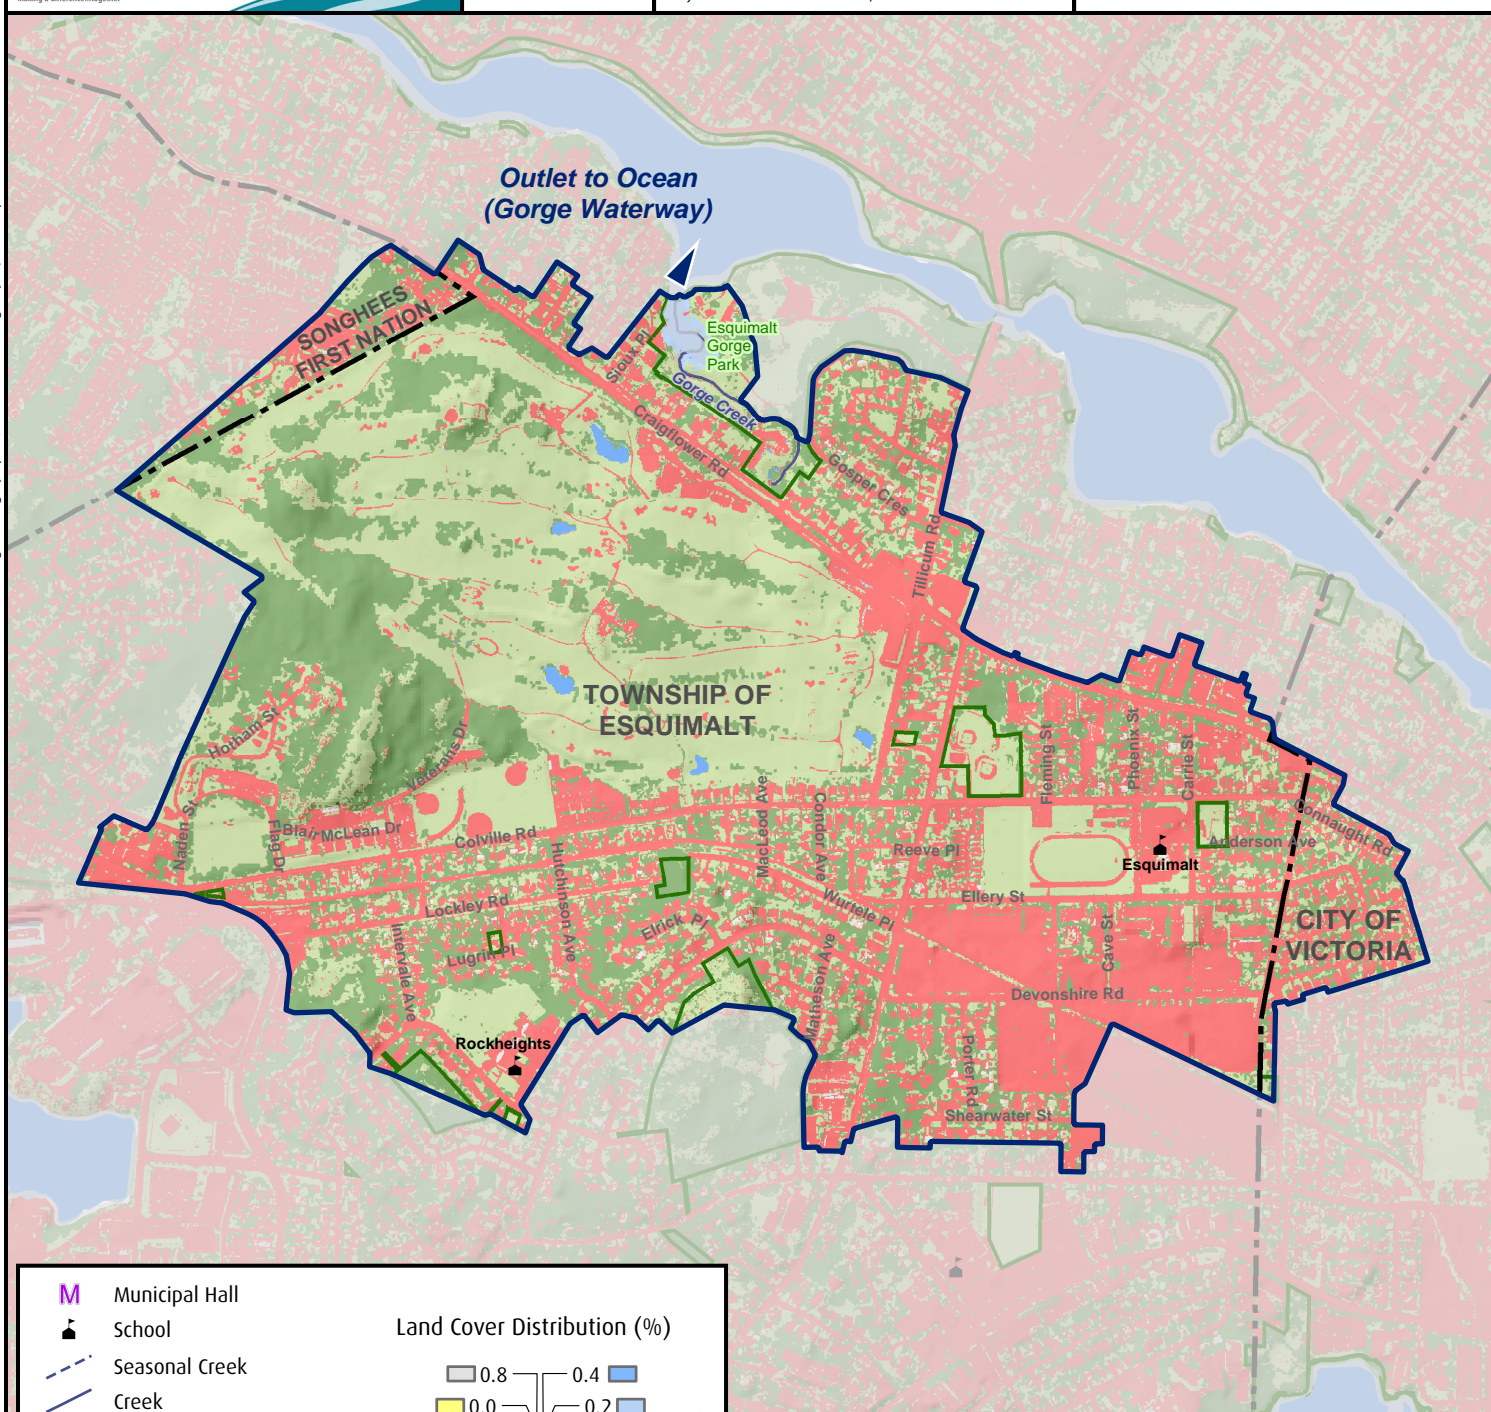 Outlet to Ocean
(Gorge Waterway)
SONGHEES
FIRST NATION
Esquimalt
Gorge
Park
Sioux Pl
Gorge Creek
Craigflower Rd
Gosper Cres
Tillicum Rd
TOWNSHIP OF
ESQUIMALT
Hotham St
Veterans Dr
Naden St
Flag Dr
Blair McLean Dr
Colville Rd
Hutchinson Ave
MacLeod Ave
Condor Ave
Fleming St
Phoenix St
Carrie St
Connaught Rd
Anderson Ave
Reeve Pl
Esquimalt
Ellery St
Lockley Rd
Elrick Pl
Wurtele Pl
Intervale Ave
Lugrin Pl
Matheson Ave
Cave St
CITY OF
VICTORIA
Devonshire Rd
Rockheights
Porter Rd
Shearwater St
M Municipal Hall
School
Seasonal Creek
Creek
Land Cover Distribution (%)
0.8 0.4
0.0 0.2